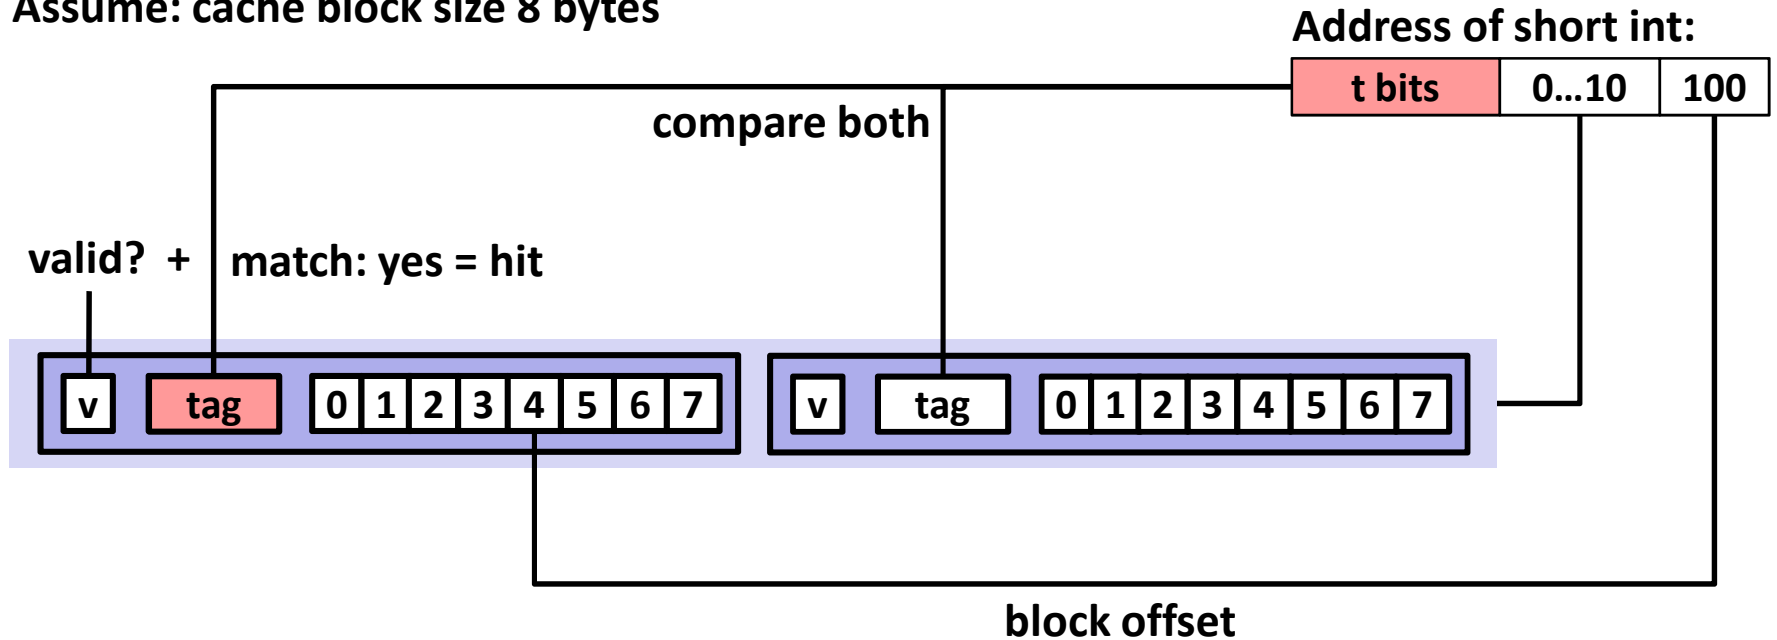 Assume: cache block size 8 bytes
Address of short int:
t bits 0...10 100
compare both
valid? + match: yes = hit
v tag 0 1 2 3 4 5 6 7 v tag 0 1 2 3 4 5 6 7
block offset